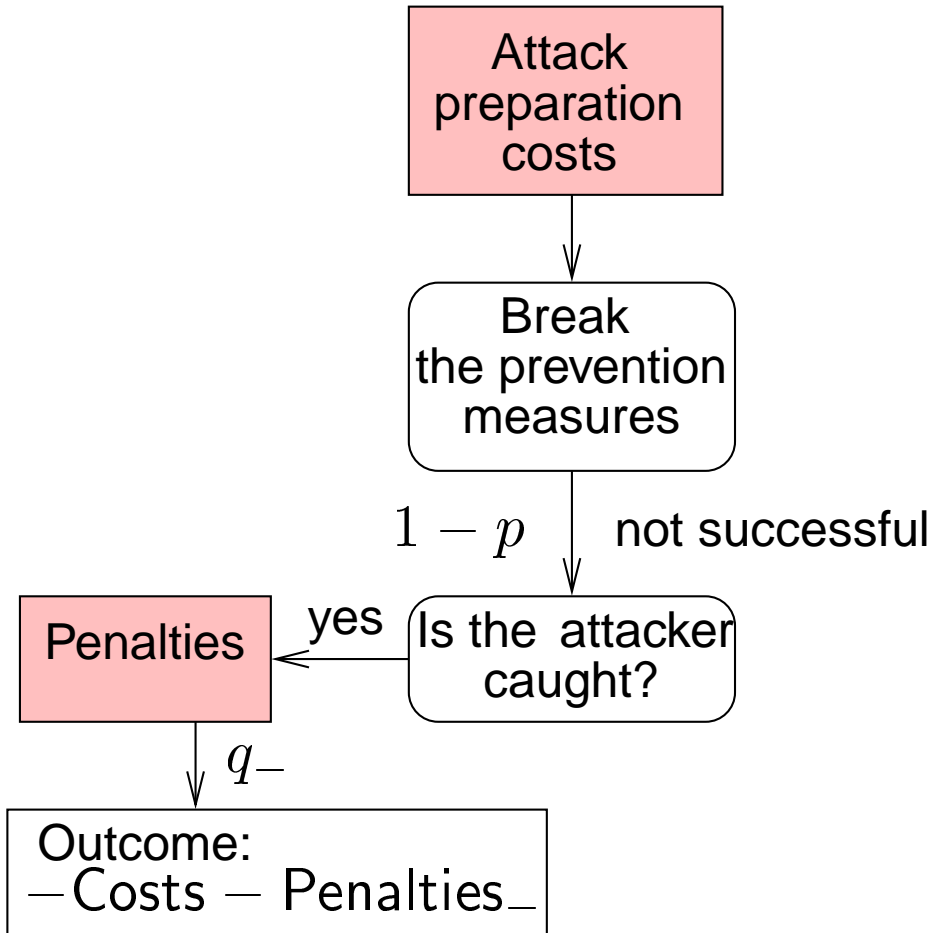 Attack
preparation
costs
Break
the prevention
measures
1 − p
not successful
Is the attacker
caught?
yes
Penalties
q₋
Outcome:
−Costs − Penalties₋